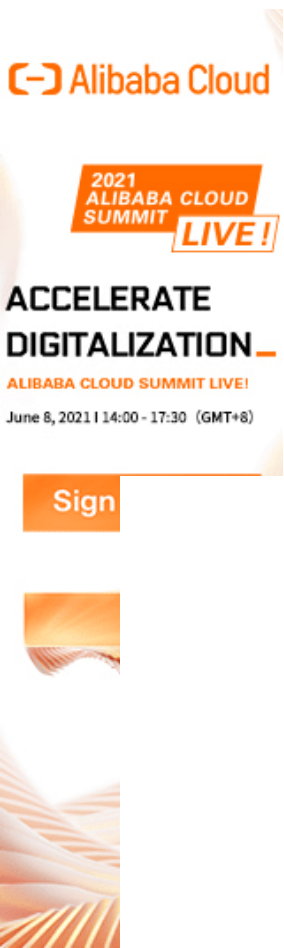 Alibaba Cloud
2021
ALIBABA CLOUD
SUMMIT
LIVE!
ACCELERATE
DIGITALIZATION_
ALIBABA CLOUD SUMMIT LIVE!
June 8, 2021 I 14:00 - 17:30（GMT+8）
Sign